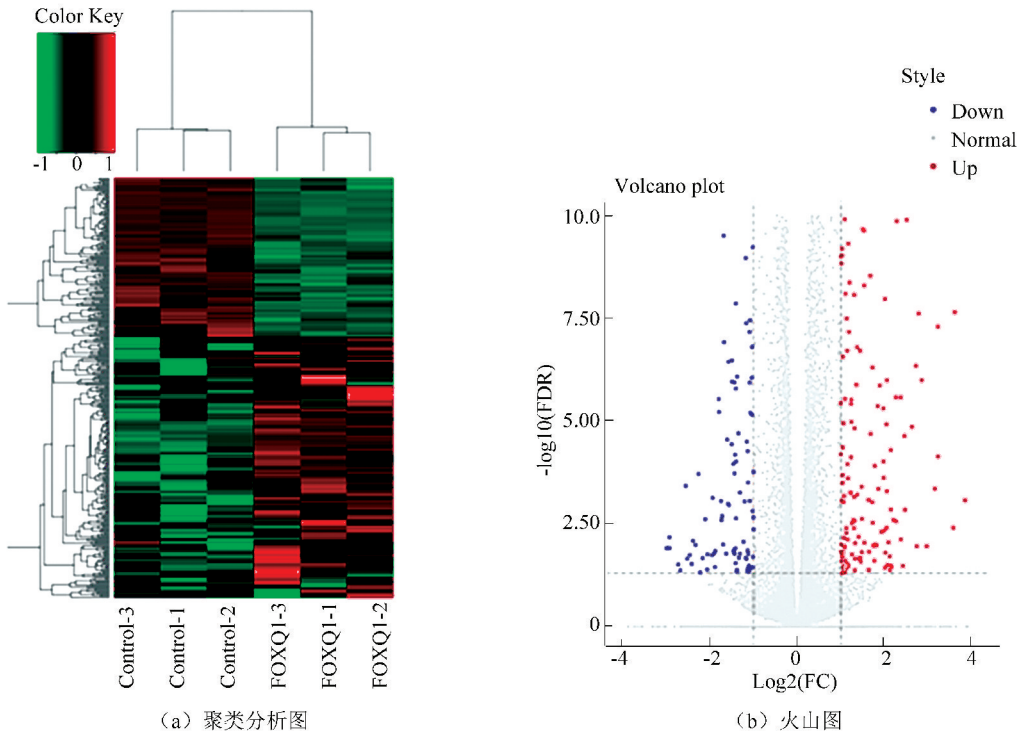 Color Key
-1 0 1
Control-3
Control-1
Control-2
FOXQ1-3
FOXQ1-1
FOXQ1-2
(a) 聚类分析图
Style
Down
Normal
Up
Volcano plot
10.0
7.50
5.00
2.50
0
-log10(FDR)
-4 -2 0 2 4
Log2(FC)
(b) 火山图